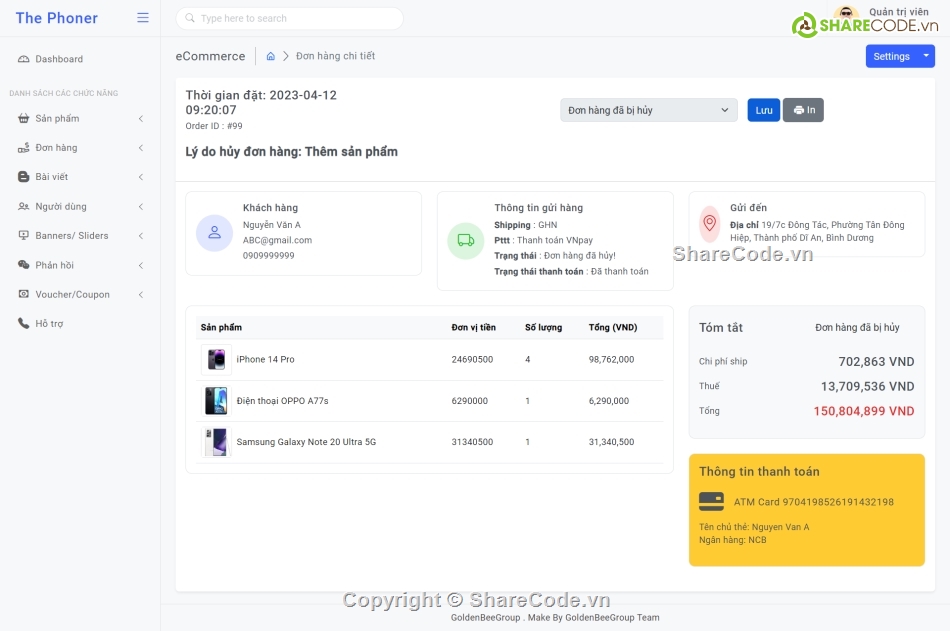 The Phoner
Type here to search
Quản trị viên
SHARECODE.vn
Dashboard
DANH SÁCH CÁC CHỨC NĂNG
Sản phẩm
Đơn hàng
Bài viết
Người dùng
Banners/ Sliders
Phản hồi
Voucher/Coupon
Hỗ trợ
eCommerce
Đơn hàng chi tiết
Settings
Thời gian đặt: 2023-04-12
09:20:07
Order ID : #99
Đơn hàng đã bị hủy
Lưu
In
Lý do hủy đơn hàng: Thêm sản phẩm
Khách hàng
Nguyễn Văn A
ABC@gmail.com
0909999999
Thông tin gửi hàng
Shipping : GHN
Pttt : Thanh toán VNpay
Trạng thái : Đơn hàng đã hủy!
Trạng thái thanh toán : Đã thanh toán
Gửi đến
Địa chỉ 19/7c Đông Tác, Phường Tân Đông
Hiệp, Thành phố Dĩ An, Bình Dương
ShareCode.vn
Sản phẩm Đơn vị tiền Số lượng Tổng (VND)
iPhone 14 Pro 24690500 4 98,762,000
Điện thoại OPPO A77s 6290000 1 6,290,000
Samsung Galaxy Note 20 Ultra 5G 31340500 1 31,340,500
Tóm tắt Đơn hàng đã bị hủy
Chi phí ship 702,863 VND
Thuế 13,709,536 VND
Tổng 150,804,899 VND
Thông tin thanh toán
ATM Card 9704198526191432198
Tên chủ thẻ: Nguyen Van A
Ngân hàng: NCB
Copyright © ShareCode.vn
GoldenBeeGroup . Make By GoldenBeeGroup Team